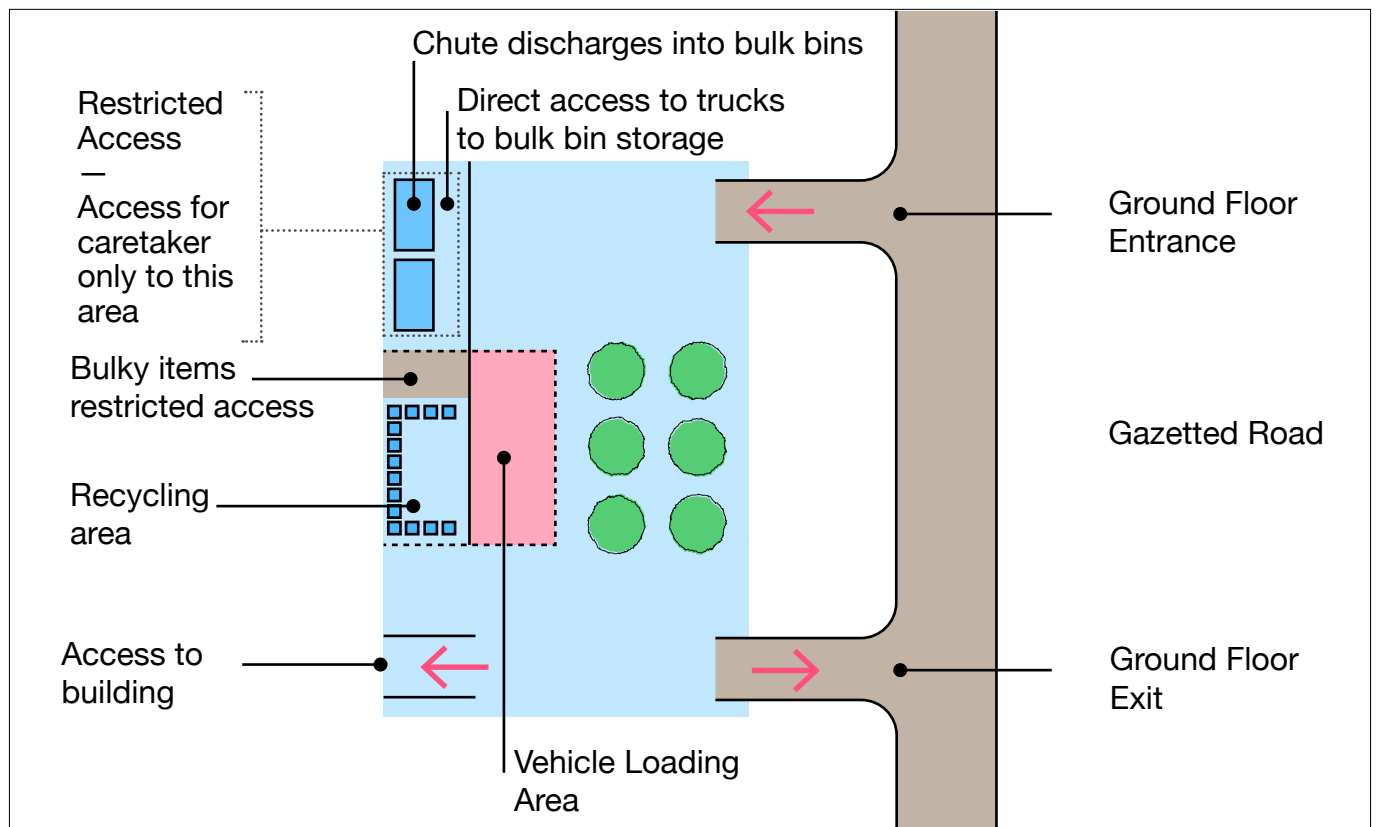 Chute discharges into bulk bins
Direct access to trucks
to bulk bin storage
Restricted
Access
—
Access for
caretaker
only to this
area
Bulky items
restricted access
Recycling
area
Access to
building
Vehicle Loading
Area
Ground Floor
Entrance
Gazetted Road
Ground Floor
Exit